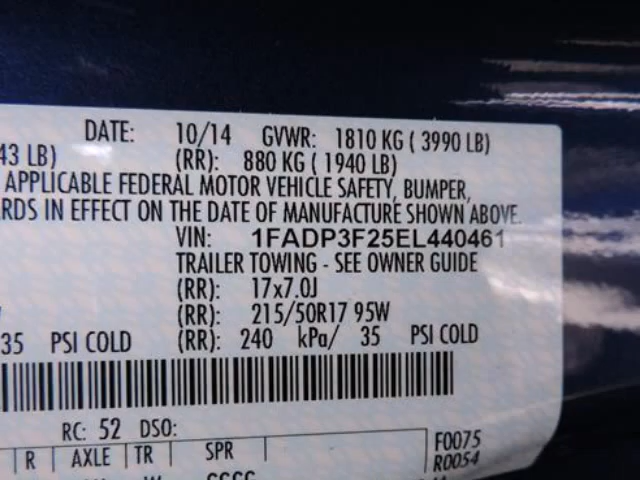 DATE: 10/14 GVWR: 1810 KG ( 3990 LB)
43 LB) (RR): 880 KG ( 1940 LB)
APPLICABLE FEDERAL MOTOR VEHICLE SAFETY, BUMPER,
ARDS IN EFFECT ON THE DATE OF MANUFACTURE SHOWN ABOVE.
VIN: 1FADP3F25EL440461
TRAILER TOWING - SEE OWNER GUIDE
(RR): 17x7.0J
(RR): 215/50R17 95W
35 PSI COLD (RR): 240 kPa/ 35 PSI COLD
RC: 52 DSO:
R AXLE TR SPR F0075
R0054